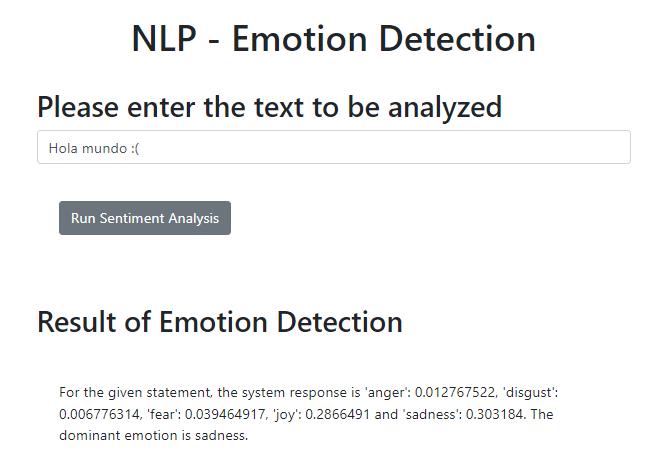 NLP - Emotion Detection
Please enter the text to be analyzed
Hola mundo :(
Run Sentiment Analysis
Result of Emotion Detection
For the given statement, the system response is 'anger': 0.012767522, 'disgust':
0.006776314, 'fear': 0.039464917, 'joy': 0.2866491 and 'sadness': 0.303184. The
dominant emotion is sadness.